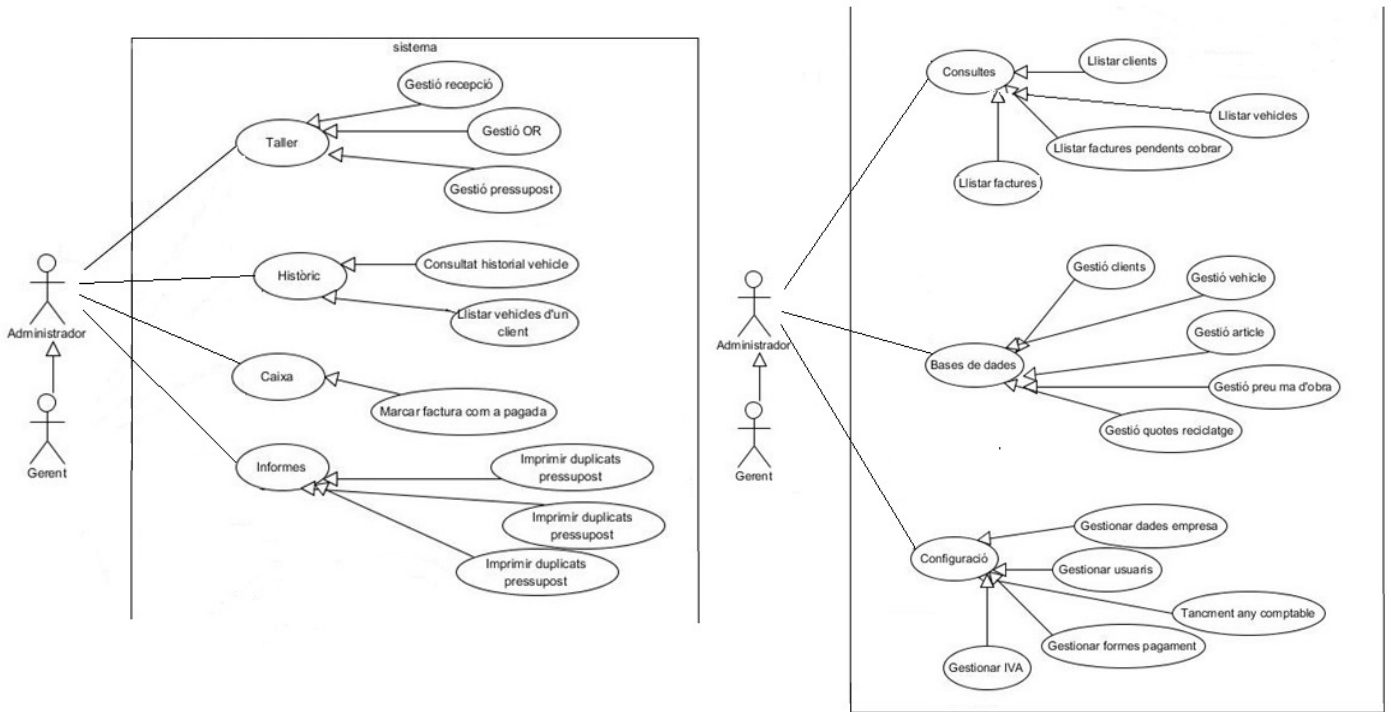 sistema
Gestió recepció
Gestió OR
Taller
Gestió pressupost
Consultat historial vehicle
Històric
Llistar vehicles d'un
client
Administrador
Caixa
Marcar factura com a pagada
Gerent
Informes
Imprimir duplicats
pressupost
Imprimir duplicats
pressupost
Imprimir duplicats
pressupost
Consultes
Llistar clients
Llistar vehicles
Llistar factures pendents cobrar
Llistar factures
Gestió clients
Gestió vehicle
Gestió article
Administrador
Bases de dades
Gestió preu ma d'obra
Gestió quotes reciclatge
Gerent
Gestionar dades empresa
Configuració
Gestionar usuaris
Tancment any comptable
Gestionar formes pagament
Gestionar IVA